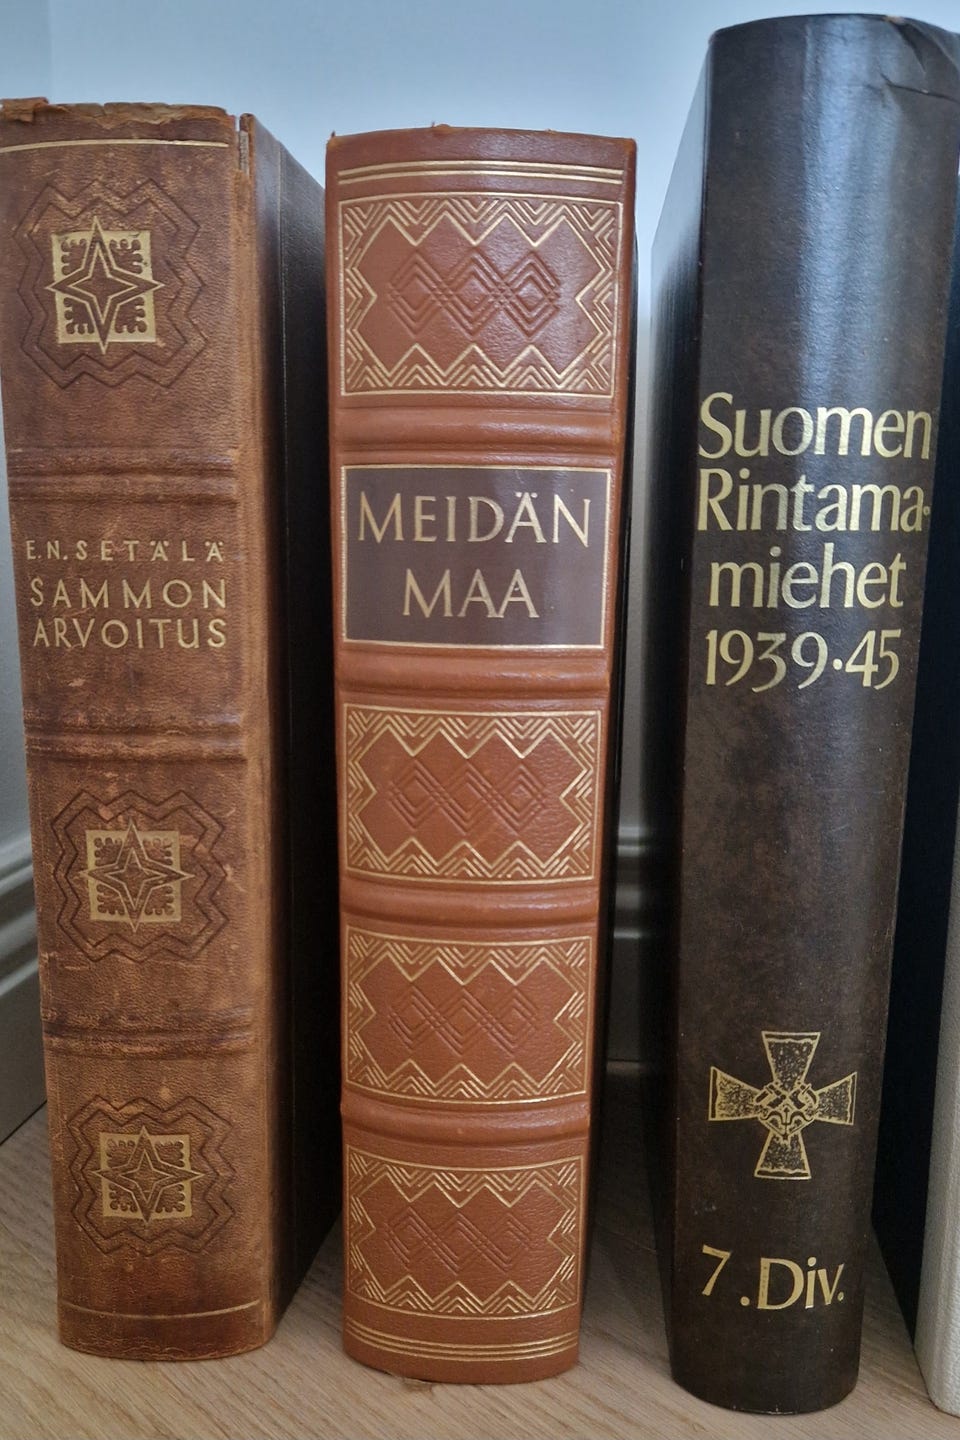 E.N.SETÄLÄ
SAMMON
ARVOITUS
MEIDÄN
MAA
Suomen
Rintama-
miehet
1939·45
7.Div.